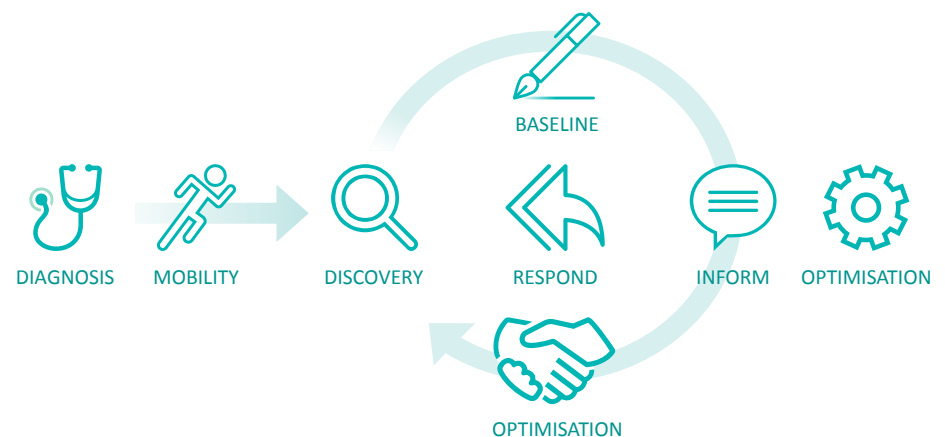 BASELINE
DIAGNOSIS
MOBILITY
DISCOVERY
RESPOND
INFORM
OPTIMISATION
OPTIMISATION